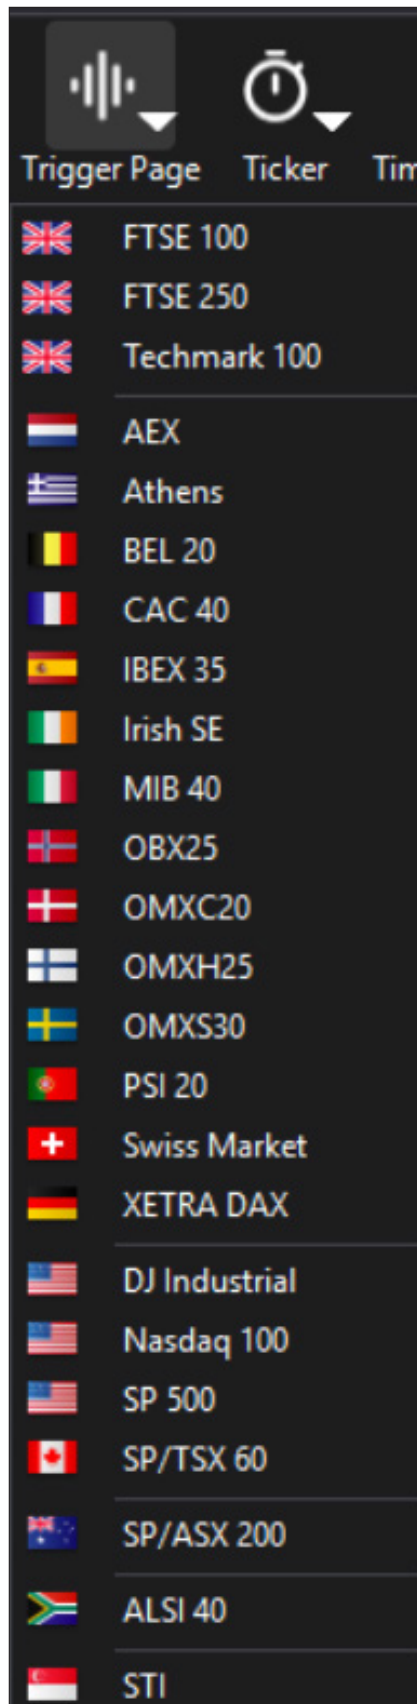 Trigger Page Ticker Tim
FTSE 100
FTSE 250
Techmark 100
AEX
Athens
BEL 20
CAC 40
IBEX 35
Irish SE
MIB 40
OBX25
OMXC20
OMXH25
OMXS30
PSI 20
Swiss Market
XETRA DAX
DJ Industrial
Nasdaq 100
SP 500
SP/TSX 60
SP/ASX 200
ALSI 40
STI